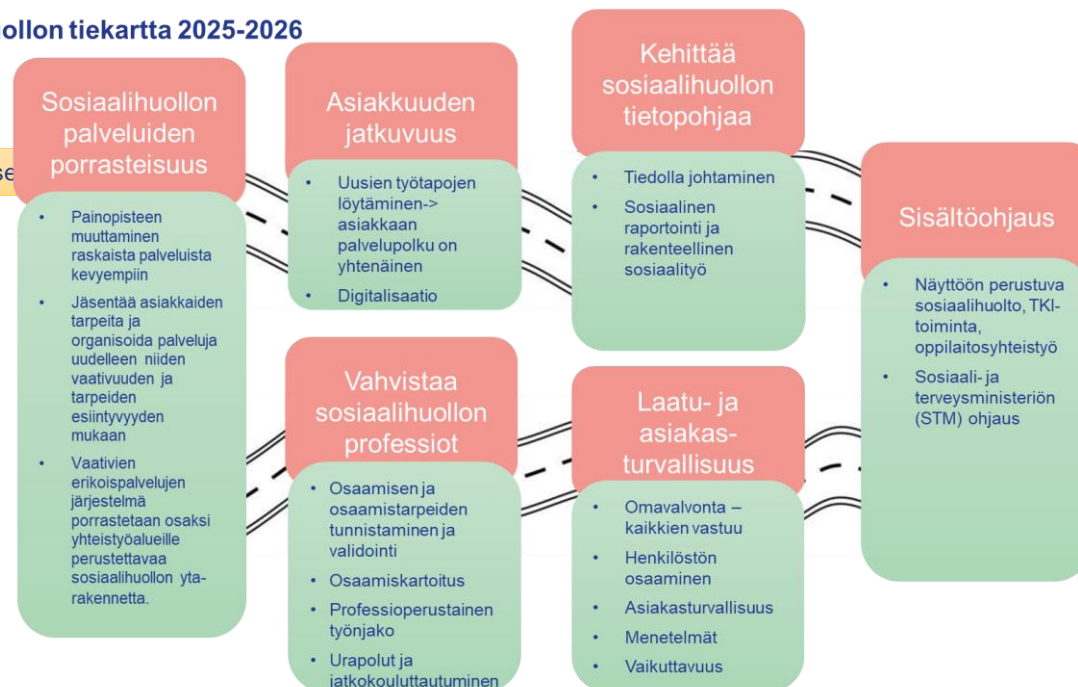 ollon tiekartta 2025-2026
Sosiaalihuollon
palveluiden
porrasteisuus
• Painopisteen
muuttaminen
raskaista palveluista
kevyempiin
• Jäsentää asiakkaiden
tarpeita ja
organisoida palveluja
uudelleen niiden
vaativuuden ja
tarpeiden
esiintyvyyden
mukaan
• Vaativien
erikoispalvelujen
järjestelmä
porrastetaan osaksi
yhteistyöalueille
perustettavaa
sosiaalihuollon yta-
rakennetta.
Asiakkuuden
jatkuvuus
• Uusien työtapojen
löytäminen->
asiakkaan
palvelupolku on
yhtenäinen
• Digitalisaatio
Vahvistaa
sosiaalihuollon
professiot
• Osaamisen ja
osaamistarpeiden
tunnistaminen ja
validointi
• Osaamiskartoitus
• Professioperustainen
työnjako
• Urapolut ja
jatkokouluttautuminen
Kehittää
sosiaalihuollon
tietopohjaa
• Tiedolla johtaminen
• Sosiaalinen
raportointi ja
rakenteellinen
sosiaalityö
Laatu- ja
asiakas-
turvallisuus
• Omavalvonta –
kaikkien vastuu
• Henkilöstön
osaaminen
• Asiakasturvallisuus
• Menetelmät
• Vaikuttavuus
Sisältöohjaus
• Näyttöön perustuva
sosiaalihuolto, TKI-
toiminta,
oppilaitosyhteistyö
• Sosiaali- ja
terveysministeriön
(STM) ohjaus